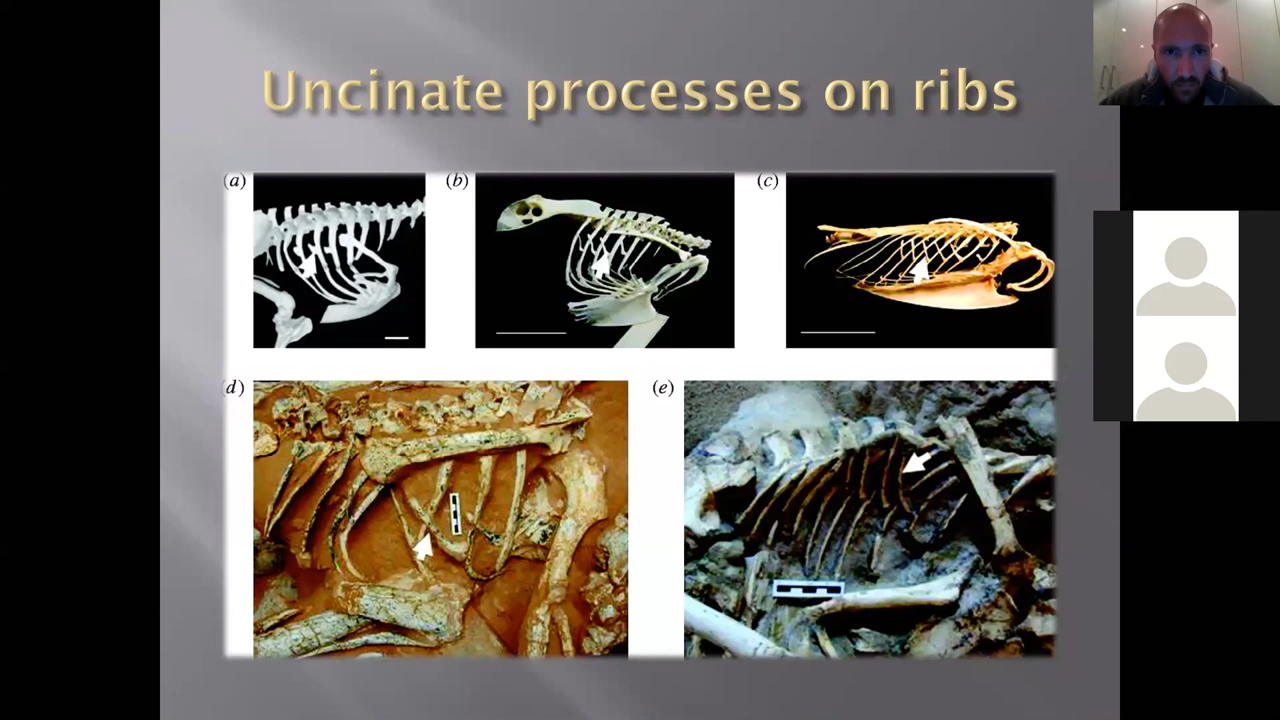 Uncinate processes on ribs
(a)
(b)
(c)
(d)
(e)